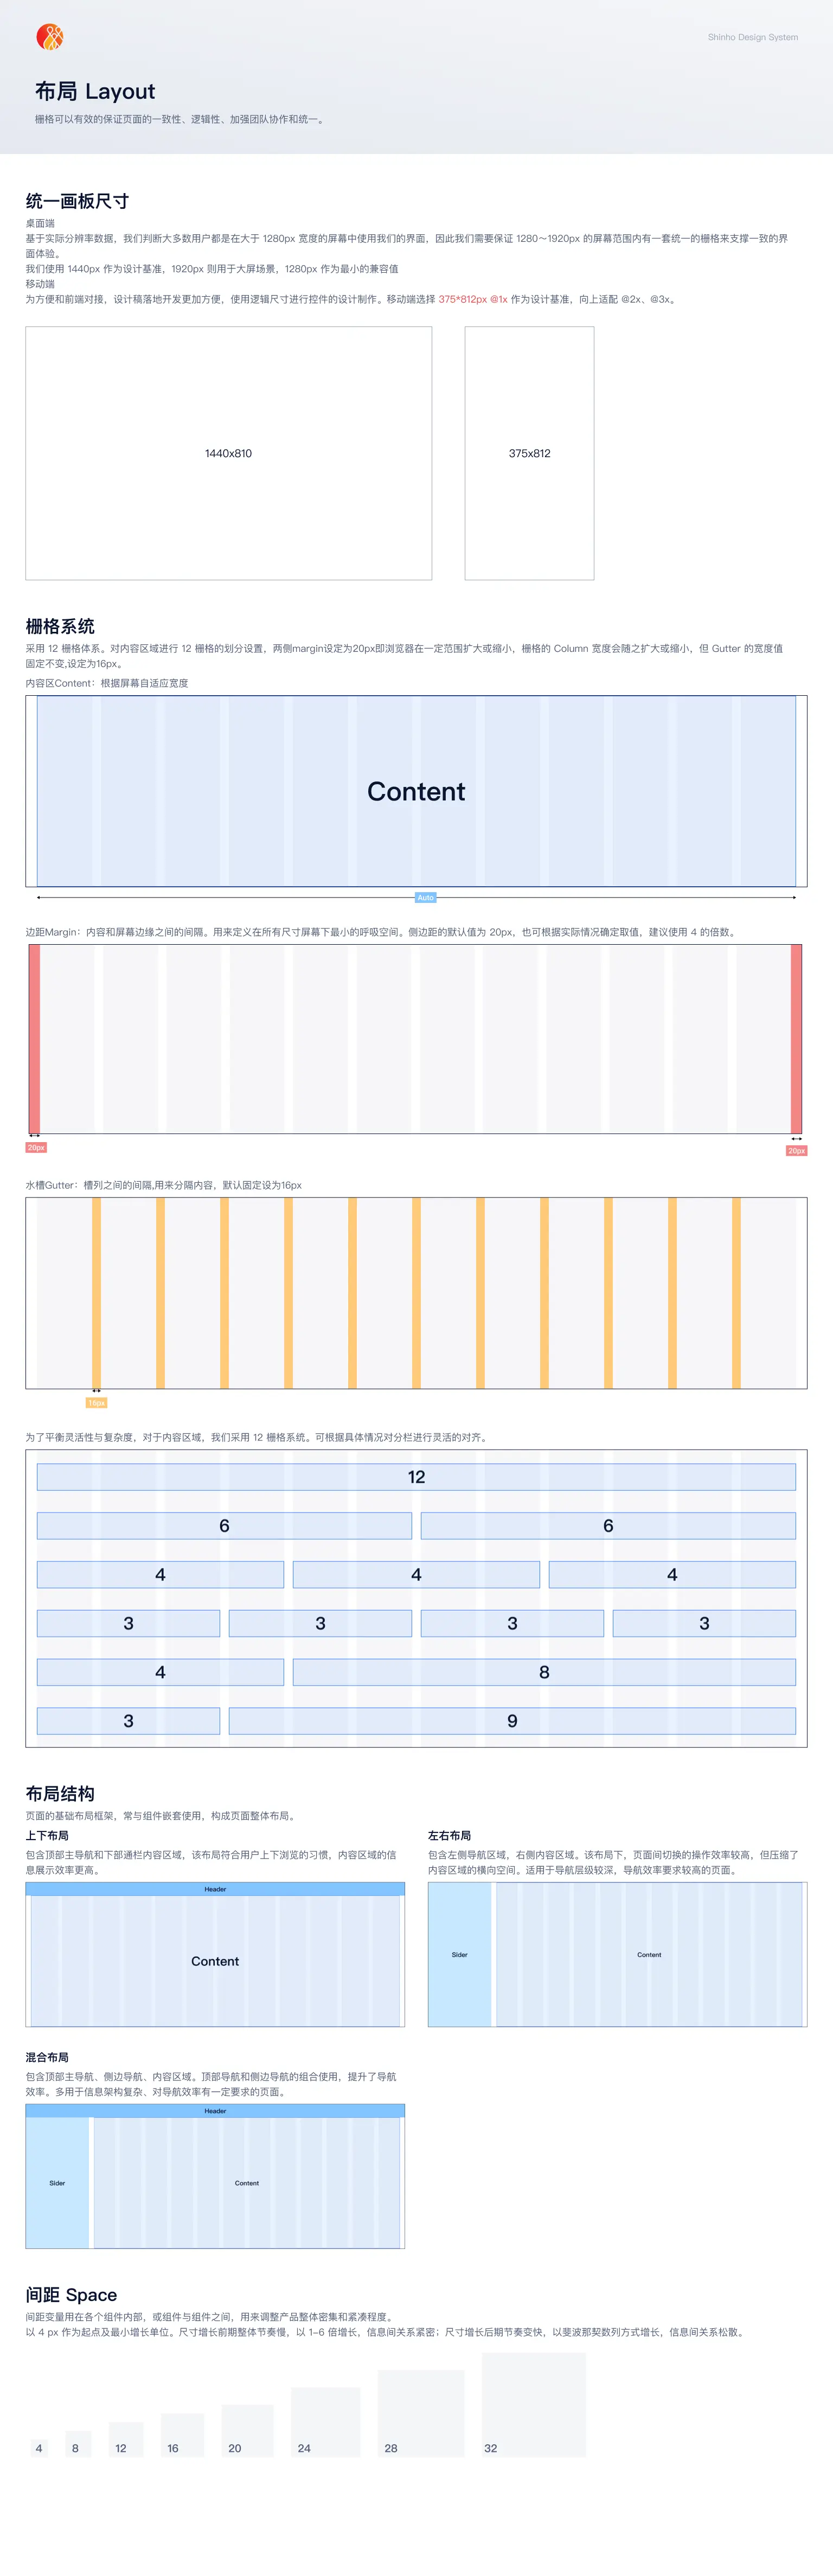 Shinho Design System
布局 Layout
栅格可以有效的保证页面的一致性、逻辑性、加强团队协作和统一。
统一画板尺寸
桌面端
基于实际分辨率数据，我们判断大多数用户都是在大于 1280px 宽度的屏幕中使用我们的界面，因此我们需要保证 1280～1920px 的屏幕范围内有一套统一的栅格来支撑一致的界
面体验。
我们使用 1440px 作为设计基准，1920px 则用于大屏场景，1280px 作为最小的兼容值
移动端
为方便和前端对接，设计稿落地开发更加方便，使用逻辑尺寸进行控件的设计制作。移动端选择 375*812px @1x 作为设计基准，向上适配 @2x、@3x。
1440x810
375x812
栅格系统
采用 12 栅格体系。对内容区域进行 12 栅格的划分设置，两侧margin设定为20px即浏览器在一定范围扩大或缩小，栅格的 Column 宽度会随之扩大或缩小，但 Gutter 的宽度值
固定不变,设定为16px。
内容区Content：根据屏幕自适应宽度
Content
Auto
边距Margin：内容和屏幕边缘之间的间隔。用来定义在所有尺寸屏幕下最小的呼吸空间。侧边距的默认值为 20px，也可根据实际情况确定取值，建议使用 4 的倍数。
20px
20px
水槽Gutter：槽列之间的间隔,用来分隔内容，默认固定设为16px
16px
为了平衡灵活性与复杂度，对于内容区域，我们采用 12 栅格系统。可根据具体情况对分栏进行灵活的对齐。
12
6 6
4 4 4
3 3 3 3
4 8
3 9
布局结构
页面的基础布局框架，常与组件嵌套使用，构成页面整体布局。
上下布局
包含顶部主导航和下部通栏内容区域，该布局符合用户上下浏览的习惯，内容区域的信
息展示效率更高。
Header
Content
左右布局
包含左侧导航区域，右侧内容区域。该布局下，页面间切换的操作效率较高，但压缩了
内容区域的横向空间。适用于导航层级较深，导航效率要求较高的页面。
Sider
Content
混合布局
包含顶部主导航、侧边导航、内容区域。顶部导航和侧边导航的组合使用，提升了导航
效率。多用于信息架构复杂、对导航效率有一定要求的页面。
Header
Sider
Content
间距 Space
间距变量用在各个组件内部，或组件与组件之间，用来调整产品整体密集和紧凑程度。
以 4 px 作为起点及最小增长单位。尺寸增长前期整体节奏慢，以 1-6 倍增长，信息间关系紧密；尺寸增长后期节奏变快，以斐波那契数列方式增长，信息间关系松散。
4 8 12 16 20 24 28 32